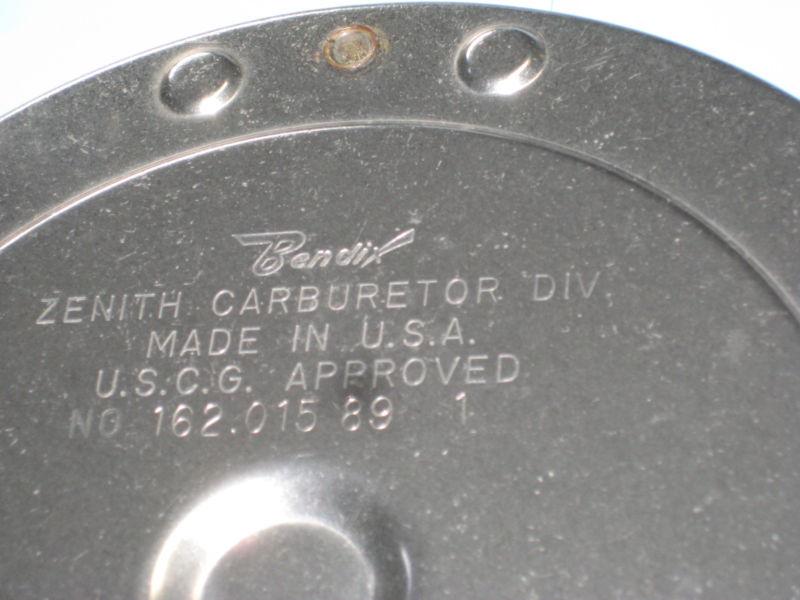 Bendix
ZENITH CARBURETOR DIV.
MADE IN U.S.A.
U.S.C.G. APPROVED
NO 162.015 89 1